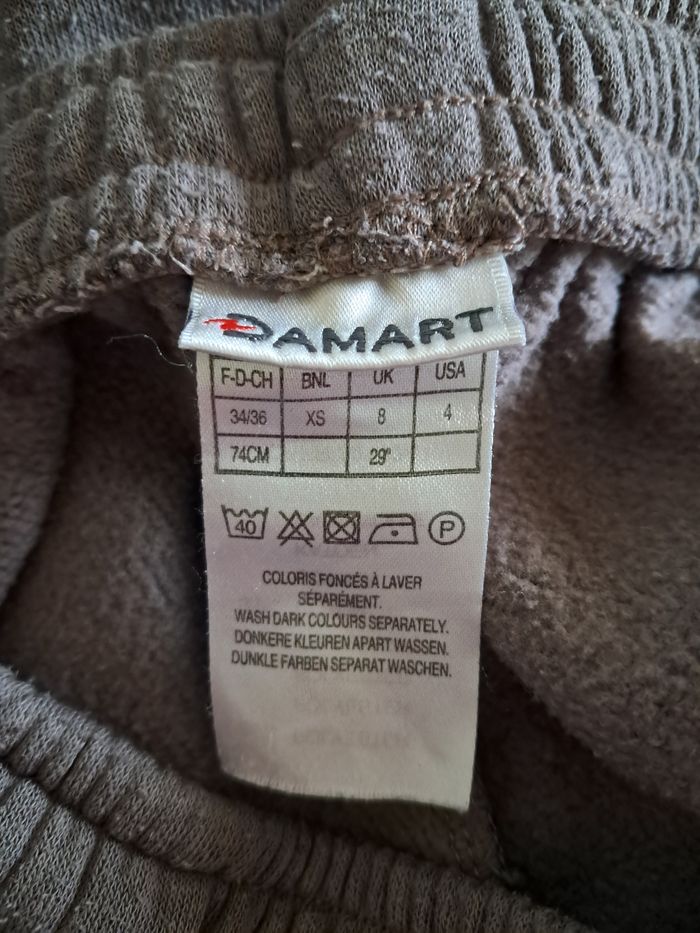 DAMART
F-D-CH BNL UK USA
34/36 XS 8 4
74CM 29"
40 P
COLORIS FONCÉS À LAVER
SÉPARÉMENT.
WASH DARK COLOURS SEPARATELY.
DONKERE KLEUREN APART WASSEN.
DUNKLE FARBEN SEPARAT WASCHEN.